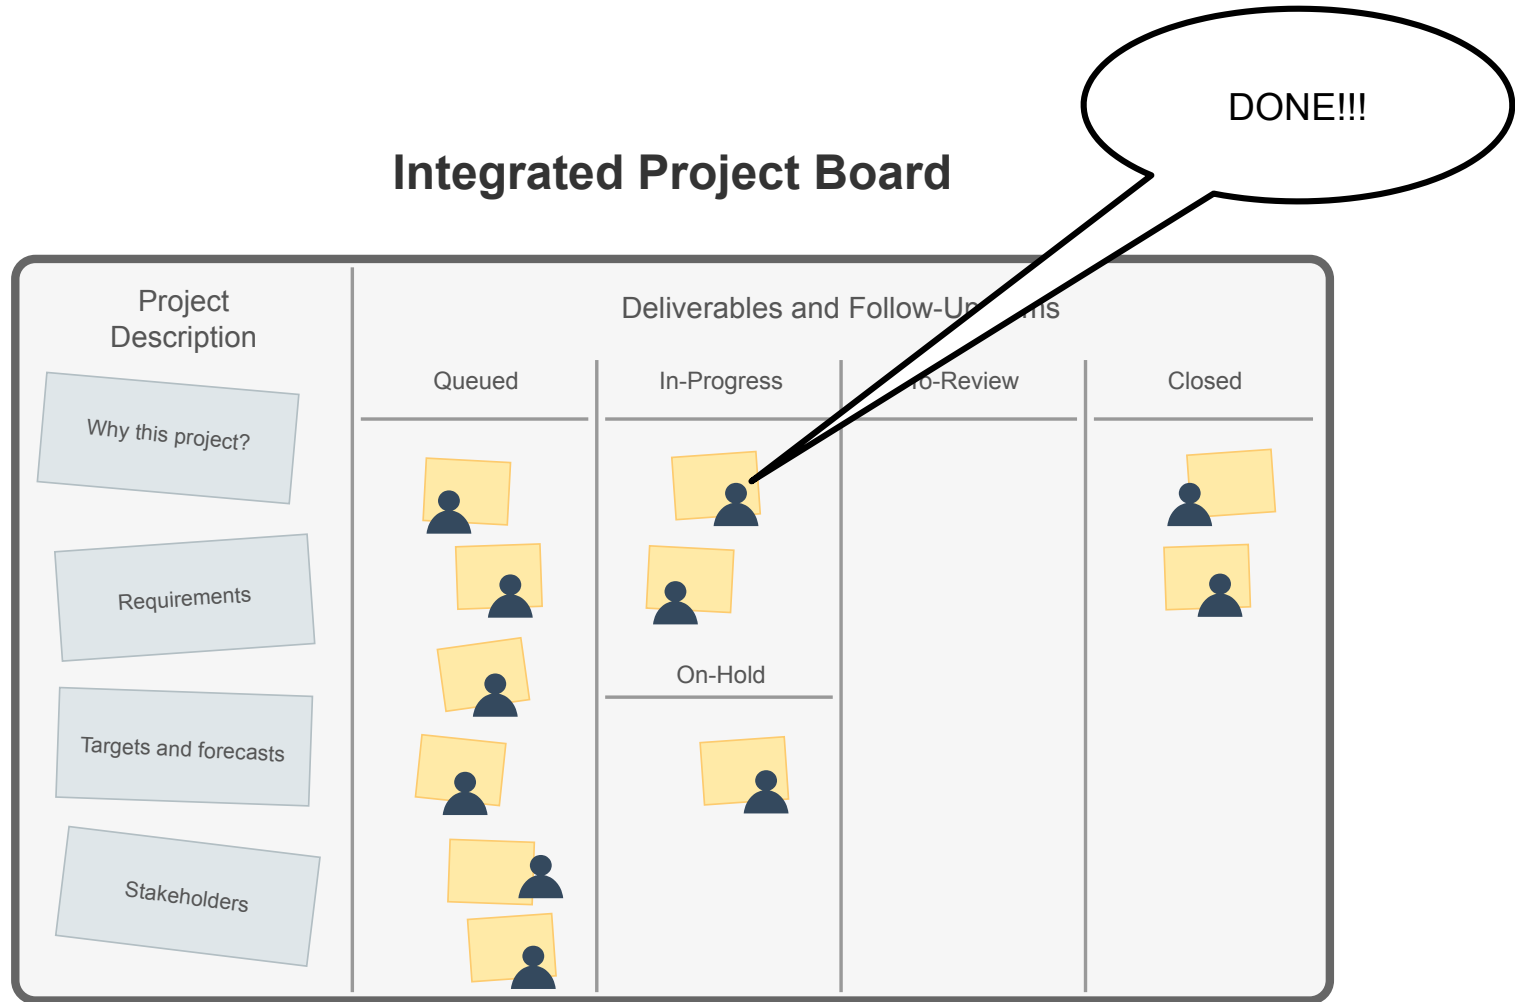 DONE!!!
Integrated Project Board
Project
Description
Deliverables and Follow-Up
Queued
In-Progress
-Review
Closed
Why this project?
Requirements
On-Hold
Targets and forecasts
Stakeholders